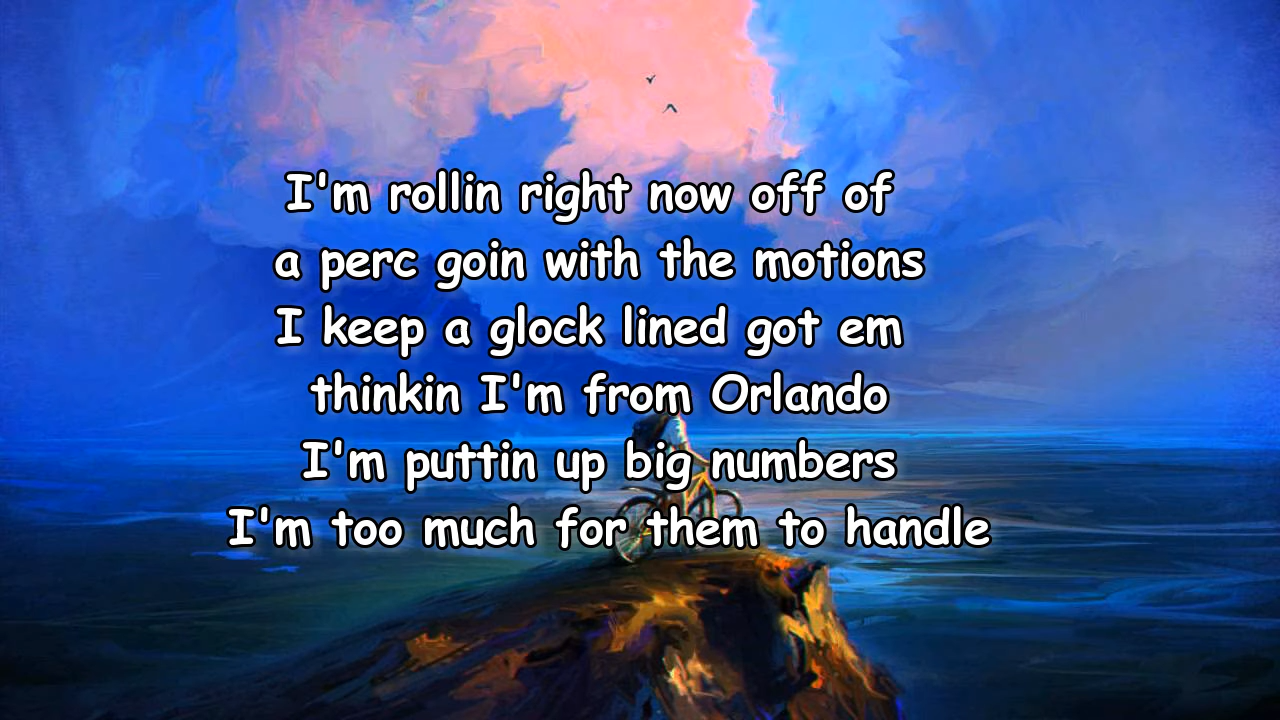 I'm rollin right now off of
a perc goin with the motions
I keep a glock lined got em
thinkin I'm from Orlando
I'm puttin up big numbers
I'm too much for them to handle